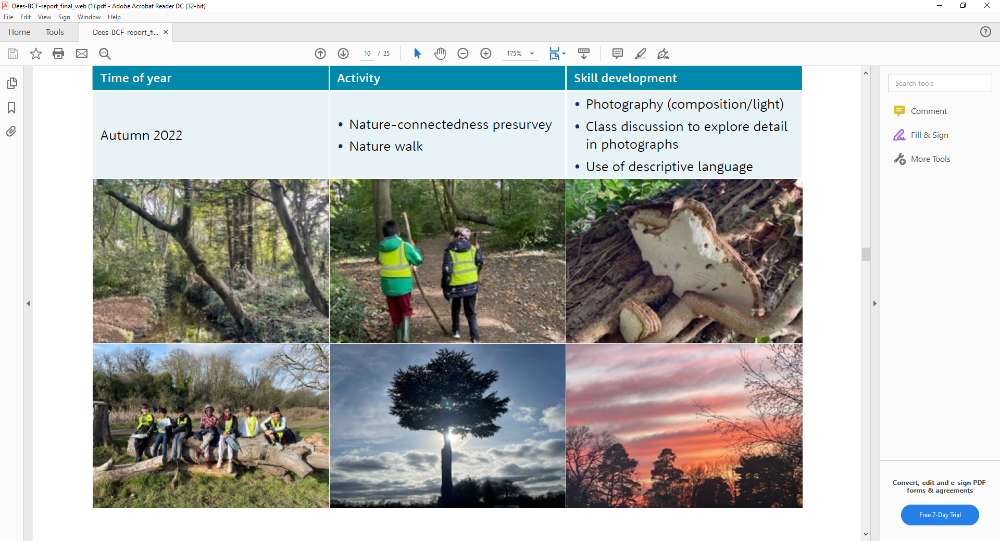 Dees-BCF-report_final_web (1).pdf - Adobe Acrobat Reader DC (32-bit)
File Edit View Sign Window Help
Home Tools Dees-BCF-report_fi... ×
10 / 25 175%
Time of year Activity Skill development
Autumn 2022
• Nature-connectedness presurvey
• Nature walk
• Photography (composition/light)
• Class discussion to explore detail
in photographs
• Use of descriptive language
Search tools
Comment
Fill & Sign
More Tools
Convert, edit and e-sign PDF
forms & agreements
Free 7-Day Trial